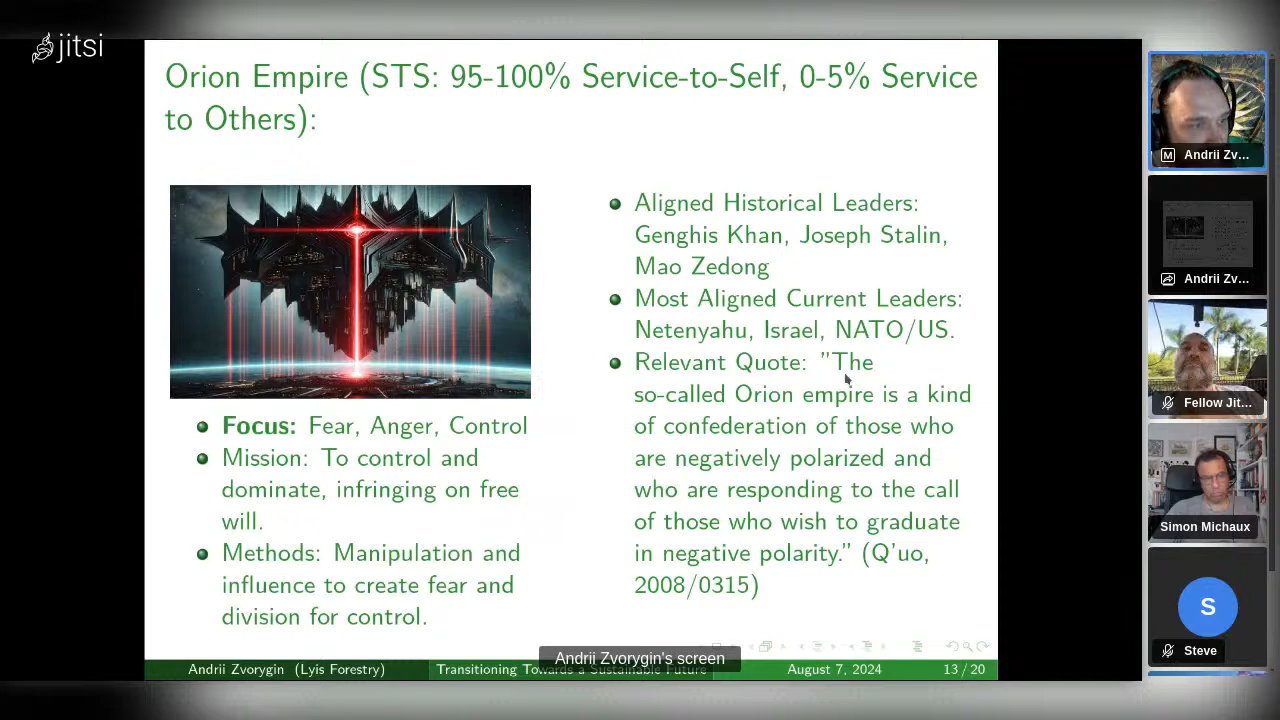 jitsi
Orion Empire (STS: 95-100% Service-to-Self, 0-5% Service
to Others):
Focus: Fear, Anger, Control
Mission: To control and
dominate, infringing on free
will.
Methods: Manipulation and
influence to create fear and
division for control.
Aligned Historical Leaders:
Genghis Khan, Joseph Stalin,
Mao Zedong
Most Aligned Current Leaders:
Netenyahu, Israel, NATO/US.
Relevant Quote: "The
so-called Orion empire is a kind
of confederation of those who
are negatively polarized and
who are responding to the call
of those who wish to graduate
in negative polarity." (Q'uo,
2008/0315)
Andrii Zvorygin's screen
Andrii Zvorygin (Lyis Forestry)
Transitioning Towards a Sustainable Future
August 7, 2024
13 / 20
M Andrii Zv...
Andrii Zv...
Fellow Jit...
Simon Michaux
S
Steve